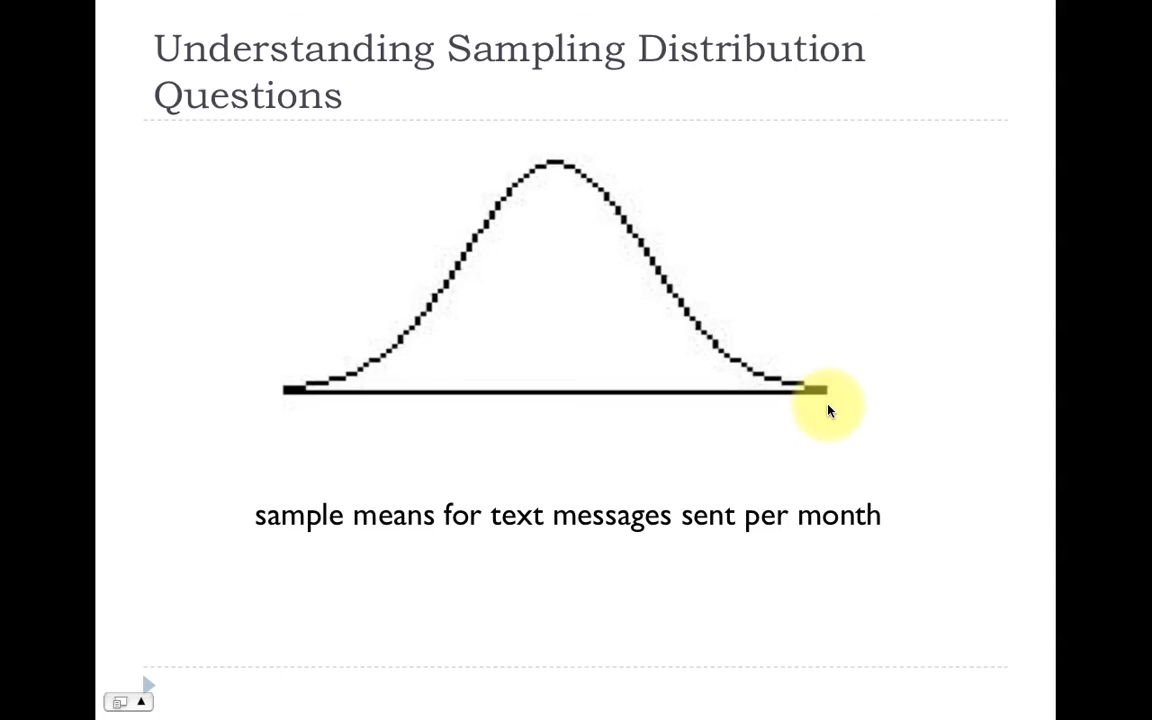 Understanding Sampling Distribution
Questions
sample means for text messages sent per month